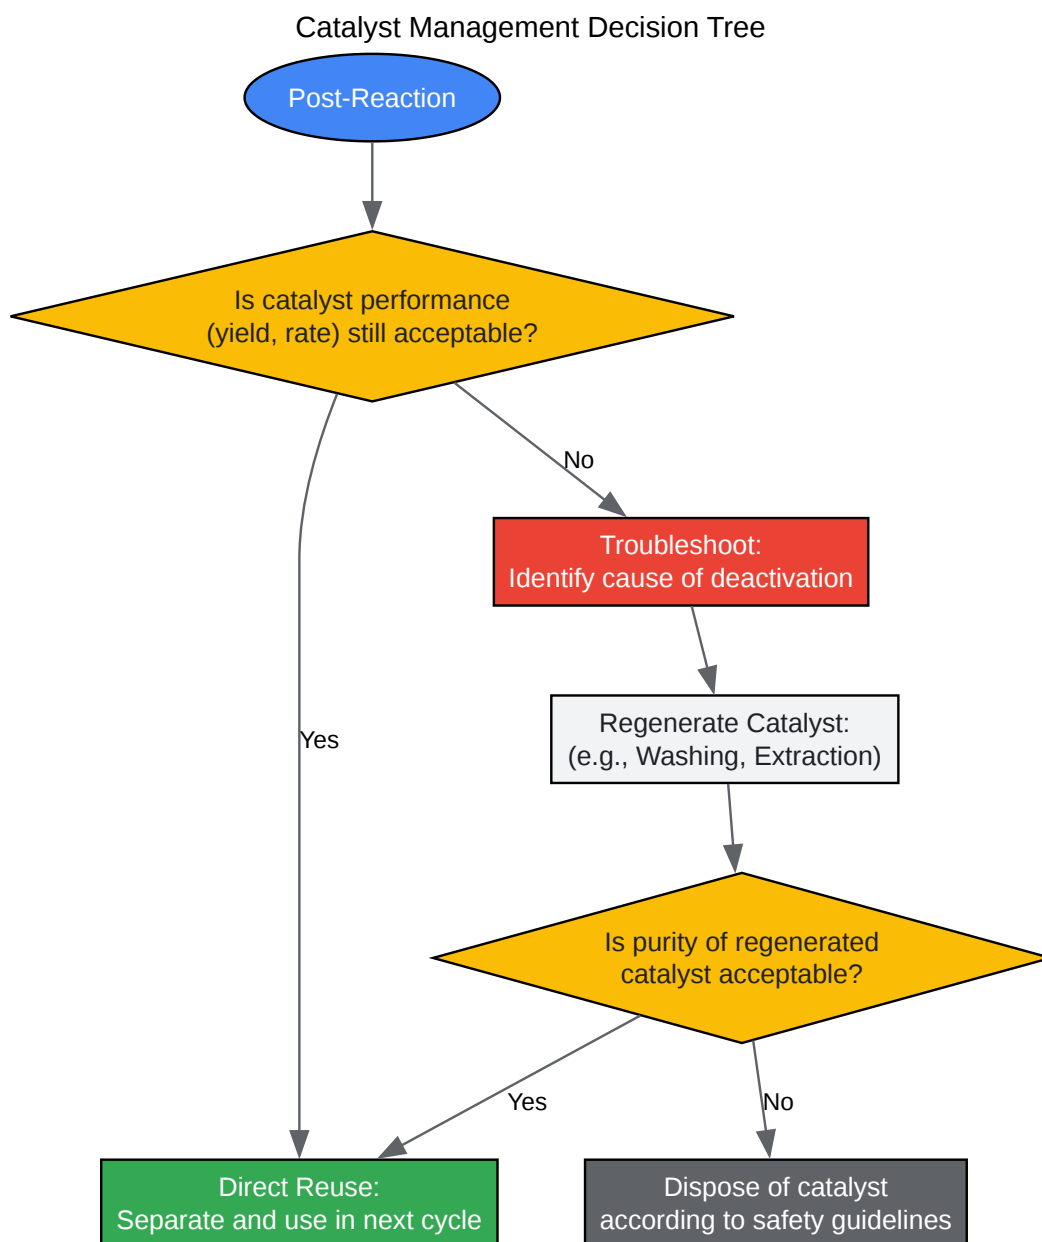 Catalyst Management Decision Tree
Post-Reaction
Is catalyst performance
(yield, rate) still acceptable?
No
Troubleshoot:
Identify cause of deactivation
Yes
Regenerate Catalyst:
(e.g., Washing, Extraction)
Is purity of regenerated
catalyst acceptable?
Yes
No
Direct Reuse:
Separate and use in next cycle
Dispose of catalyst
according to safety guidelines